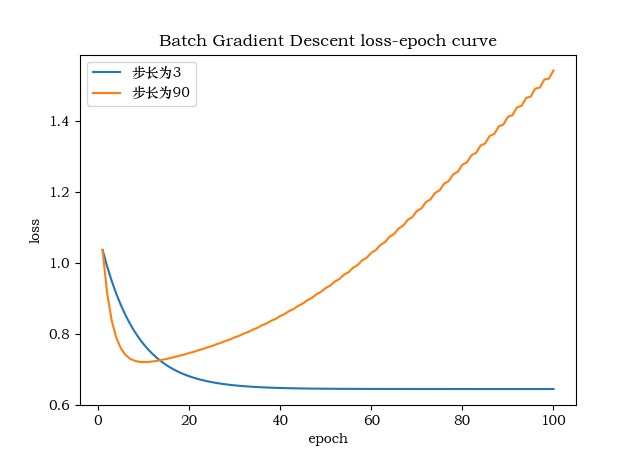 Batch Gradient Descent loss-epoch curve
步长为3
步长为90
1.4
1.2
1.0
0.8
0.6
loss
0 20 40 60 80 100
epoch